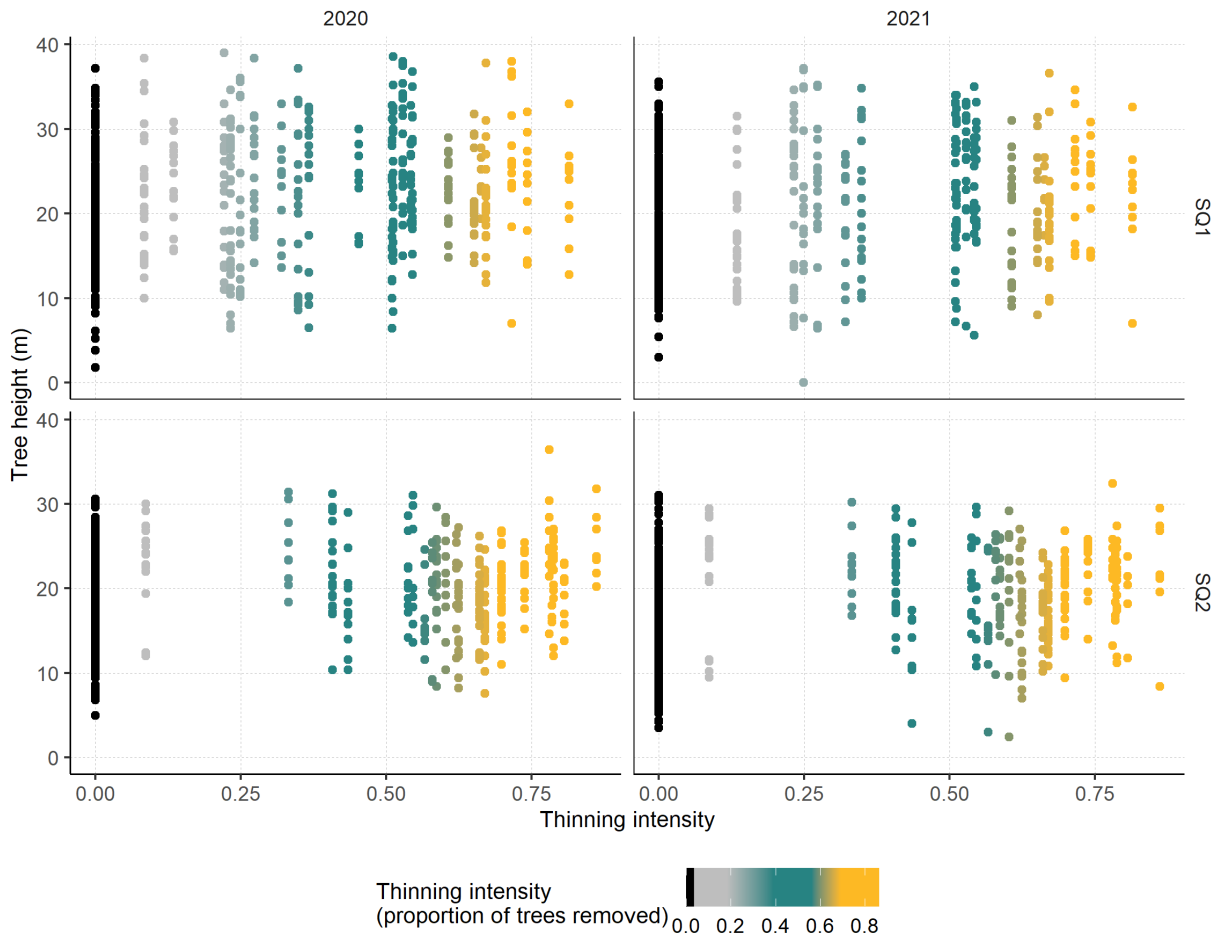 2020 2021
40
30
20
10
0
SQ1
40
30
20
10
0
SQ2
Tree height (m)
0.00 0.25 0.50 0.75 0.00 0.25 0.50 0.75
Thinning intensity
Thinning intensity
(proportion of trees removed)
0.0 0.2 0.4 0.6 0.8